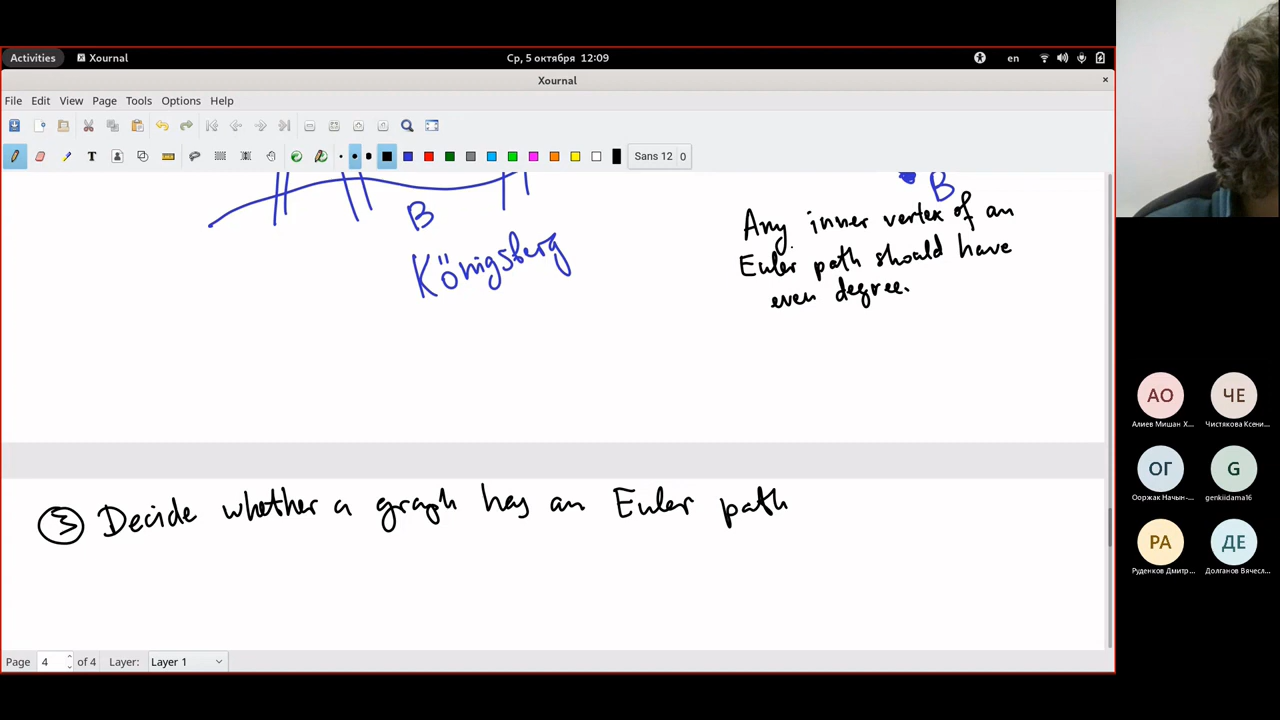 Activities
Xournal
Ср, 5 октября 12:09
en
Xournal
×
File Edit View Page Tools Options Help
T
Sans 12 0
B
Königsberg
B
Any inner vertex of an
Euler path should have
even degree.
③ Decide whether a graph has an Euler path
Page 4 of 4 Layer: Layer 1
АО
ЧЕ
Алиев Мишан Х...
Чистякова Ксени...
ОГ
G
Ооржак Начын-...
genkiidama16
РА
ДЕ
Руденков Дмитр...
Долганов Вячесл...